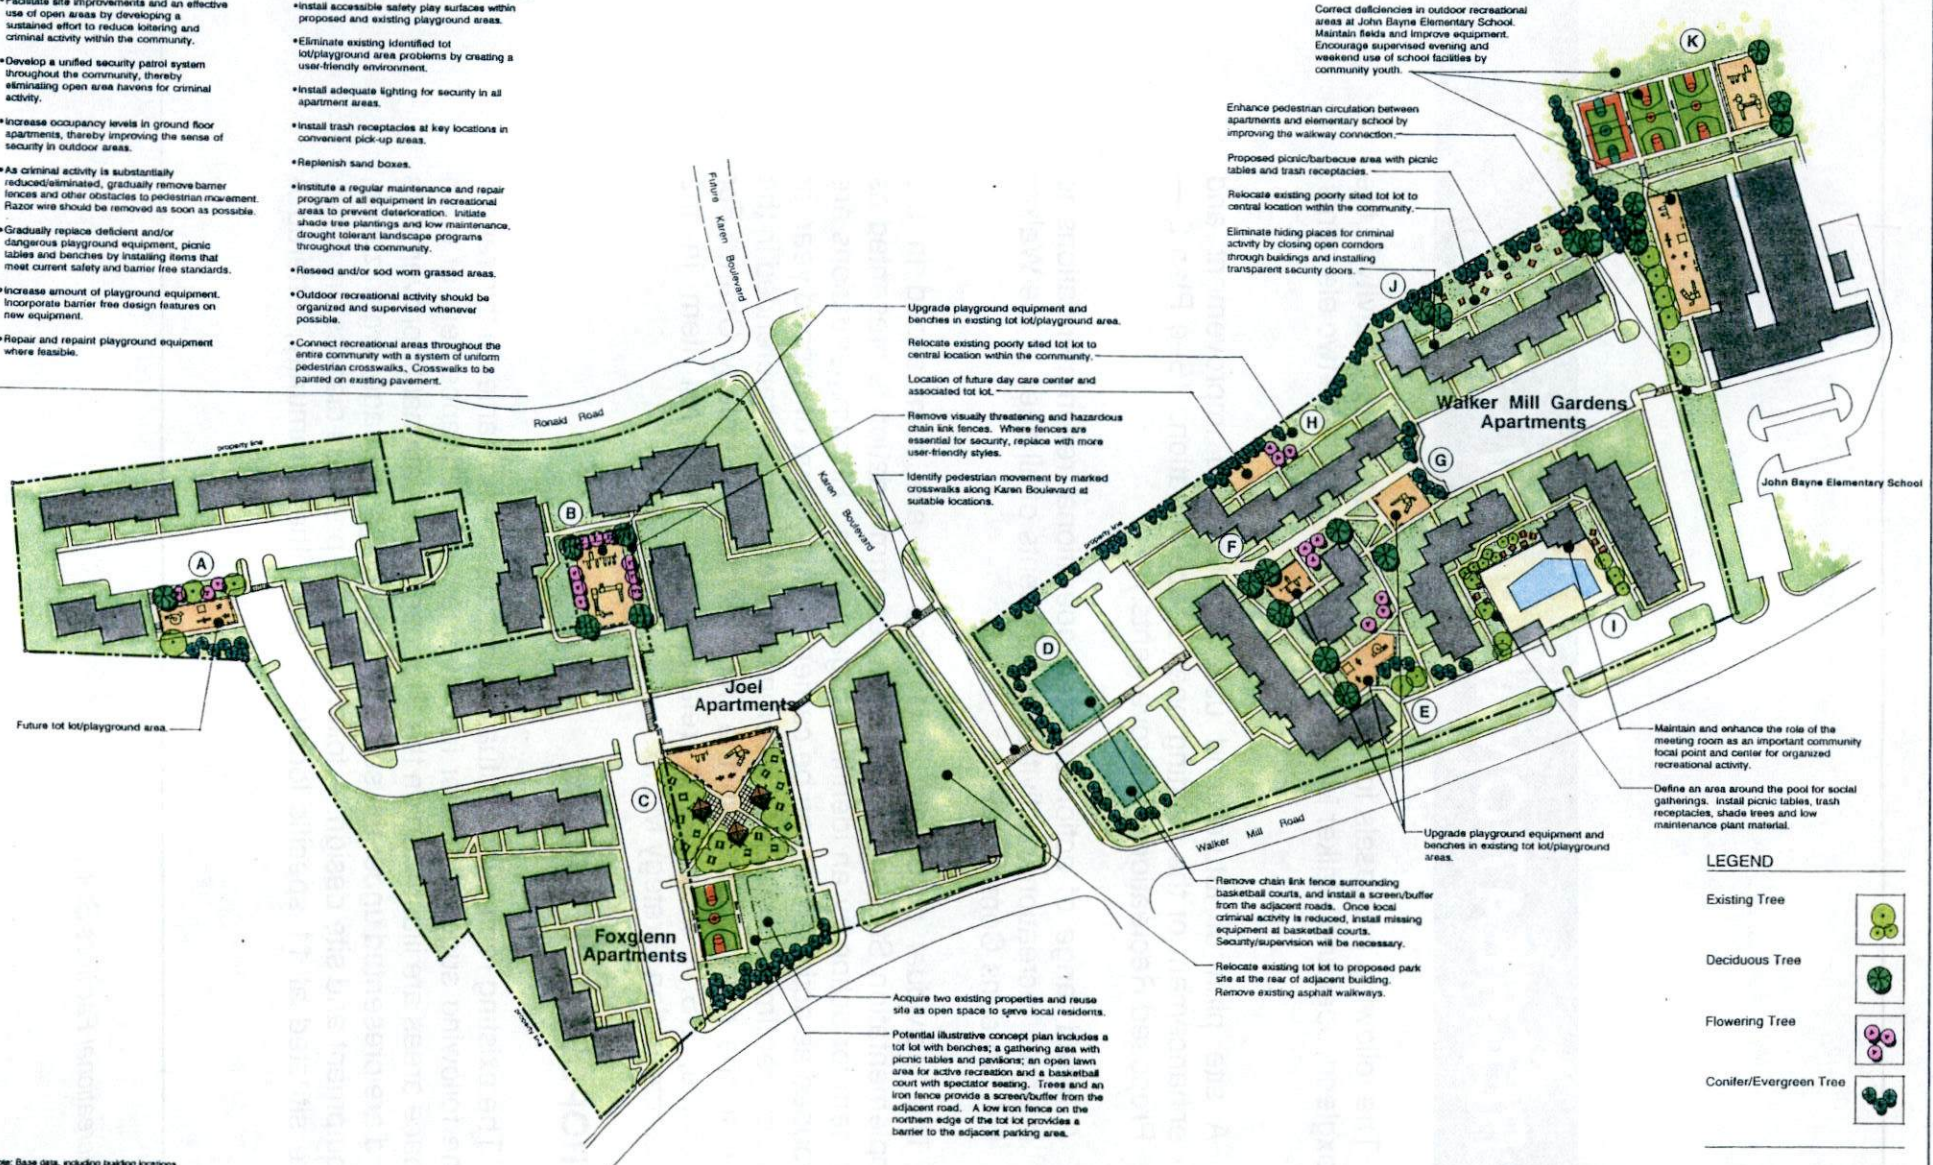 Facilitate site improvements and an effective
use of open areas by developing a
sustained effort to reduce loitering and
criminal activity within the community.
•Develop a unified security patrol system
throughout the community, thereby
eliminating open area havens for criminal
activity.
•Increase occupancy levels in ground floor
apartments, thereby improving the sense of
security in outdoor areas.
•As criminal activity is substantially
reduced/eliminated, gradually remove barrier
fences and other obstacles to pedestrian movement.
Razor wire should be removed as soon as possible.
•Gradually replace deficient and/or
dangerous playground equipment, picnic
tables and benches by installing items that
meet current safety and barrier free standards.
•Increase amount of playground equipment.
Incorporate barrier free design features on
new equipment.
•Repair and repaint playground equipment
where feasible.
•Install accessible safety play surfaces within
proposed and existing playground areas.
•Eliminate existing identified tot
lot/playground area problems by creating a
user-friendly environment.
•Install adequate lighting for security in all
apartment areas.
•Install trash receptacles at key locations in
convenient pick-up areas.
•Replenish sand boxes.
•Institute a regular maintenance and repair
program of all equipment in recreational
areas to prevent deterioration. Initiate
shade tree plantings and low maintenance,
drought tolerant landscape programs
throughout the community.
•Reseed and/or sod worn grassed areas.
•Outdoor recreational activity should be
organized and supervised whenever
possible.
•Connect recreational areas throughout the
entire community with a system of uniform
pedestrian crosswalks. Crosswalks to be
painted on existing pavement.
Correct deficiencies in outdoor recreational
areas at John Bayne Elementary School.
Maintain fields and improve equipment.
Encourage supervised evening and
weekend use of school facilities by
community youth.
K
Enhance pedestrian circulation between
apartments and elementary school by
improving the walkway connection.
Proposed picnic/barbecue area with picnic
tables and trash receptacles.
Relocate existing poorly sited tot lot to
central location within the community.
Eliminate hiding places for criminal
activity by closing open corridors
through buildings and installing
transparent security doors.
J
Future Karen Boulevard
Upgrade playground equipment and
benches in existing tot lot/playground area.
Relocate existing poorly sited tot lot to
central location within the community.
Location of future day care center and
associated tot lot.
Remove visually threatening and hazardous
chain link fences. Where fences are
essential for security, replace with more
user-friendly styles.
Identify pedestrian movement by marked
crosswalks along Karen Boulevard at
suitable locations.
Ronald Road
property line
Karen Boulevard
Walker Mill Gardens
Apartments
H
G
John Bayne Elementary School
B
A
property line
F
D
I
E
Joel
Apartments
Future tot lot/playground area.
C
Maintain and enhance the role of the
meeting room as an important community
focal point and center for organized
recreational activity.
Define an area around the pool for social
gatherings. Install picnic tables, trash
receptacles, shade trees and low
maintenance plant material.
Walker Mill Road
Upgrade playground equipment and
benches in existing tot lot/playground
areas.
Remove chain link fence surrounding
basketball courts, and install a screen/buffer
from the adjacent roads. Once local
criminal activity is reduced, install missing
equipment at basketball courts.
Security/supervision will be necessary.
Relocate existing tot lot to proposed park
site at the rear of adjacent building.
Remove existing asphalt walkways.
Foxglenn
Apartments
property line
Acquire two existing properties and reuse
site as open space to serve local residents.
Potential illustrative concept plan includes a
tot lot with benches; a gathering area with
picnic tables and pavilions; an open lawn
area for active recreation and a basketball
court with spectator seating. Trees and an
iron fence provide a screen/buffer from the
adjacent road. A low iron fence on the
northern edge of the tot lot provides a
barrier to the adjacent parking area.
LEGEND
Existing Tree
Deciduous Tree
Flowering Tree
Conifer/Evergreen Tree
Base data, including building locations